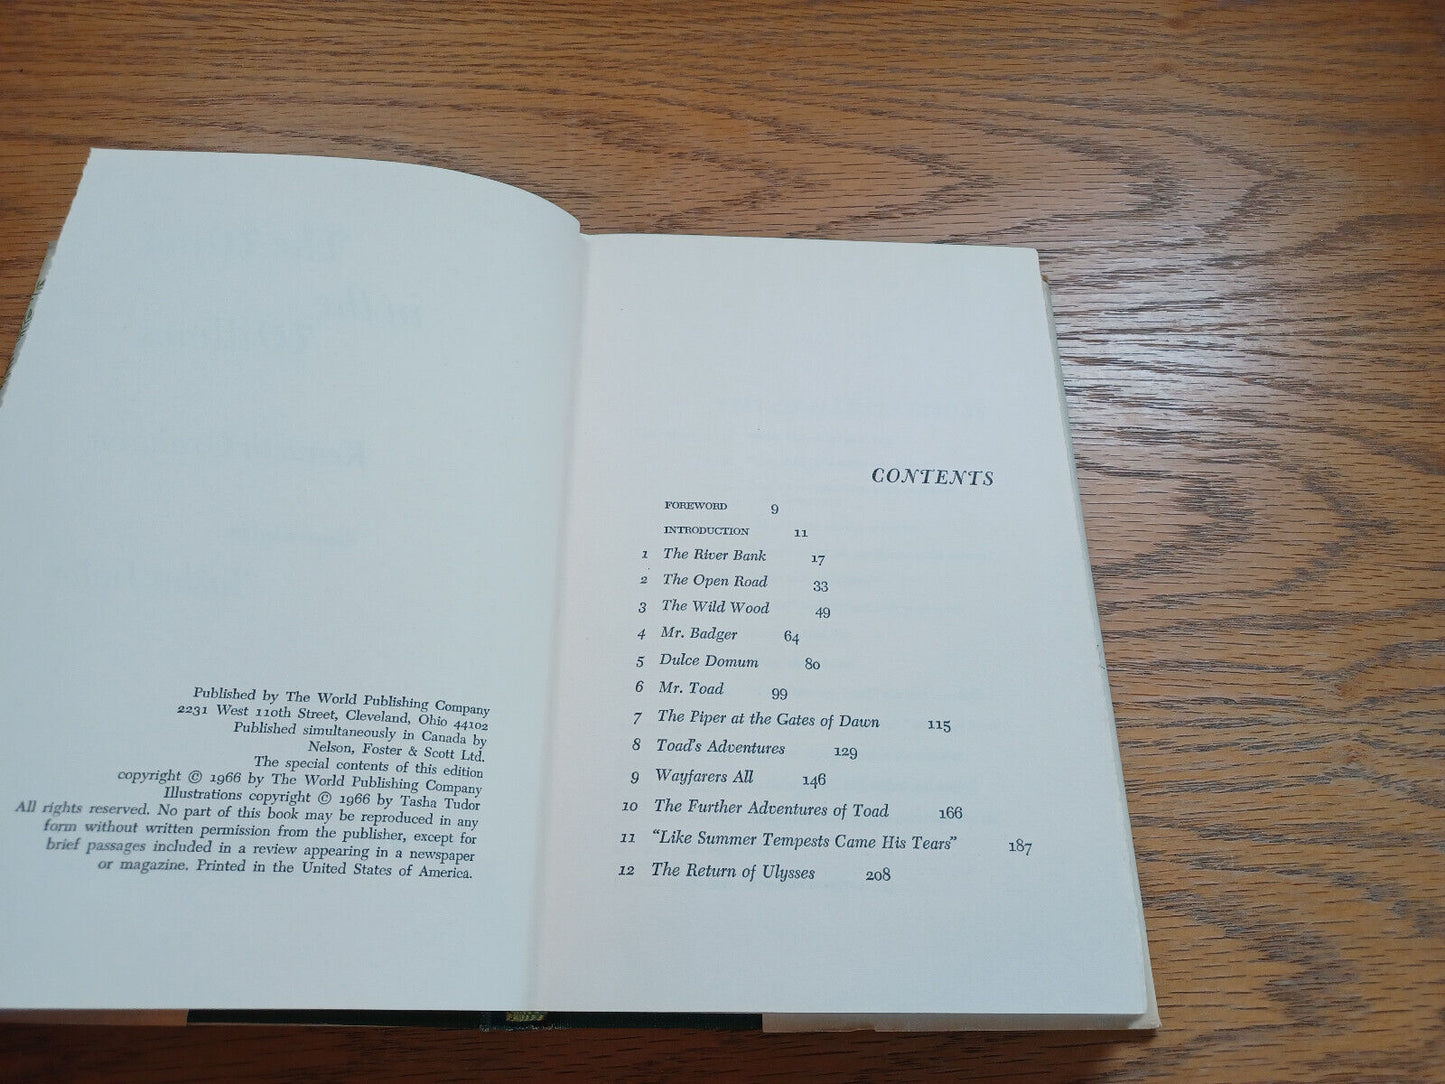 Published by The World Publishing Company
2231 West 110th Street, Cleveland, Ohio 44102
Published simultaneously in Canada by
Nelson, Foster & Scott Ltd.
The special contents of this edition
copyright © 1966 by The World Publishing Company
Illustrations copyright © 1966 by Tasha Tudor
All rights reserved. No part of this book may be reproduced in any
form without written permission from the publisher, except for
brief passages included in a review appearing in a newspaper
or magazine. Printed in the United States of America.
CONTENTS
FOREWORD 9
INTRODUCTION 11
1 The River Bank 17
2 The Open Road 33
3 The Wild Wood 49
4 Mr. Badger 64
5 Dulce Domum 80
6 Mr. Toad 99
7 The Piper at the Gates of Dawn 115
8 Toad's Adventures 129
9 Wayfarers All 146
10 The Further Adventures of Toad 166
11 "Like Summer Tempests Came His Tears" 187
12 The Return of Ulysses 208